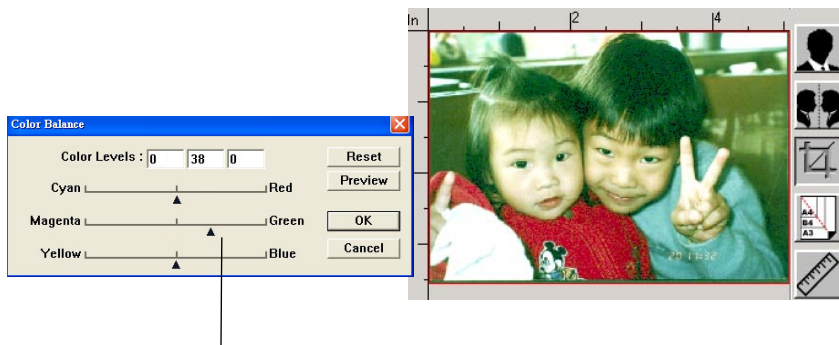 Color Balance
Color Levels : 0 38 0
Reset
Cyan Red
Preview
Magenta Green
OK
Yellow Blue
Cancel
In 2 4
A4
B4
A3